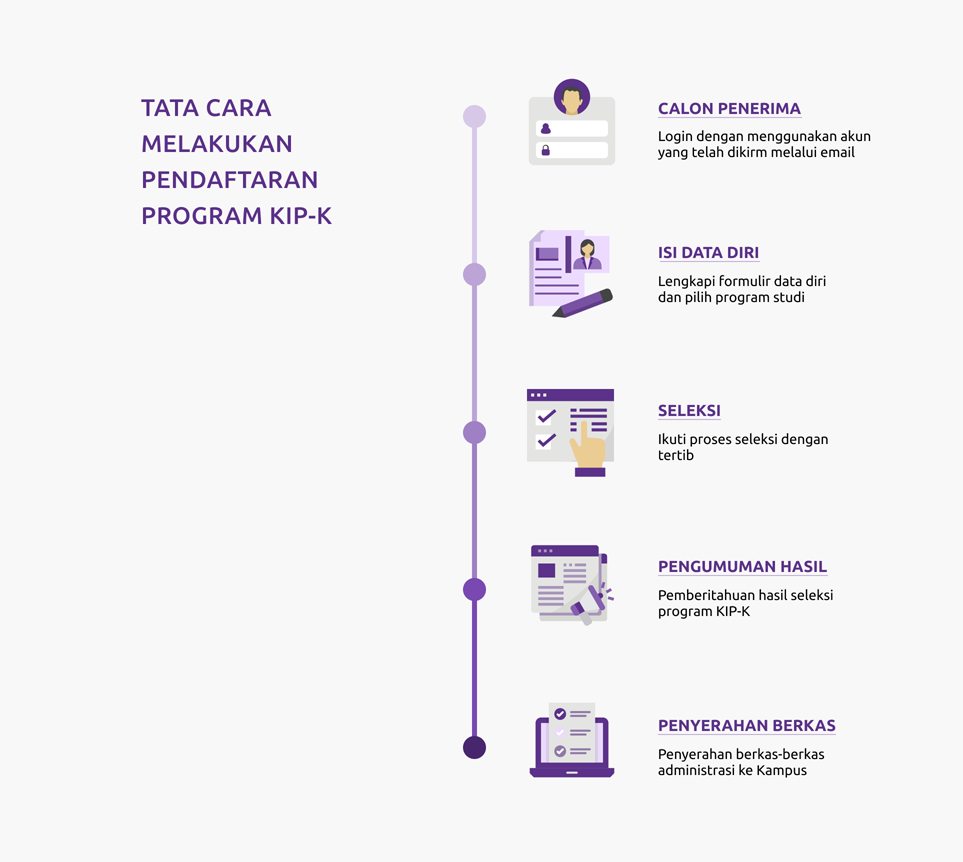 TATA CARA
MELAKUKAN
PENDAFTARAN
PROGRAM KIP-K
CALON PENERIMA
Login dengan menggunakan akun
yang telah dikirm melalui email
ISI DATA DIRI
Lengkapi formulir data diri
dan pilih program studi
SELEKSI
Ikuti proses seleksi dengan
tertib
PENGUMUMAN HASIL
Pemberitahuan hasil seleksi
program KIP-K
PENYERAHAN BERKAS
Penyerahan berkas-berkas
administrasi ke Kampus